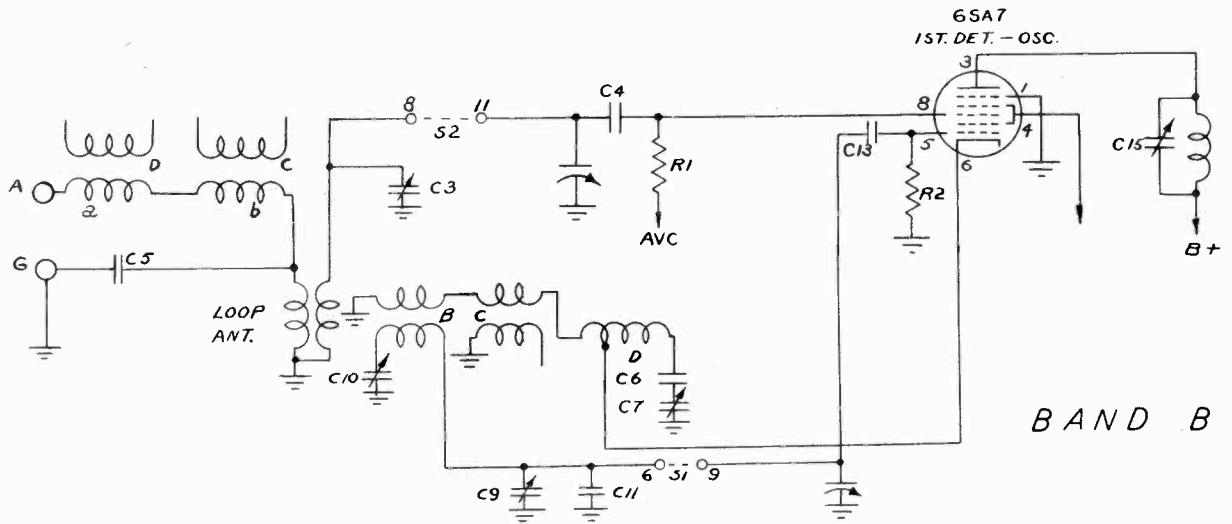 6SA7
1ST. DET. - OSC.
3
1
8
4
5
6
C4
8
11
S2
C13
C15
D
C
A
a
b
C3
R1
R2
AVC
B+
G
C5
LOOP
ANT.
B
C
D
C10
C6
C7
BAND B
6
S1
9
C9
C11